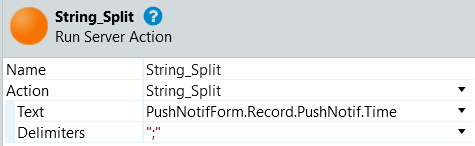 String_Split ?
Run Server Action
Name String_Split
Action String_Split
Text PushNotifForm.Record.PushNotif.Time
Delimiters ";"